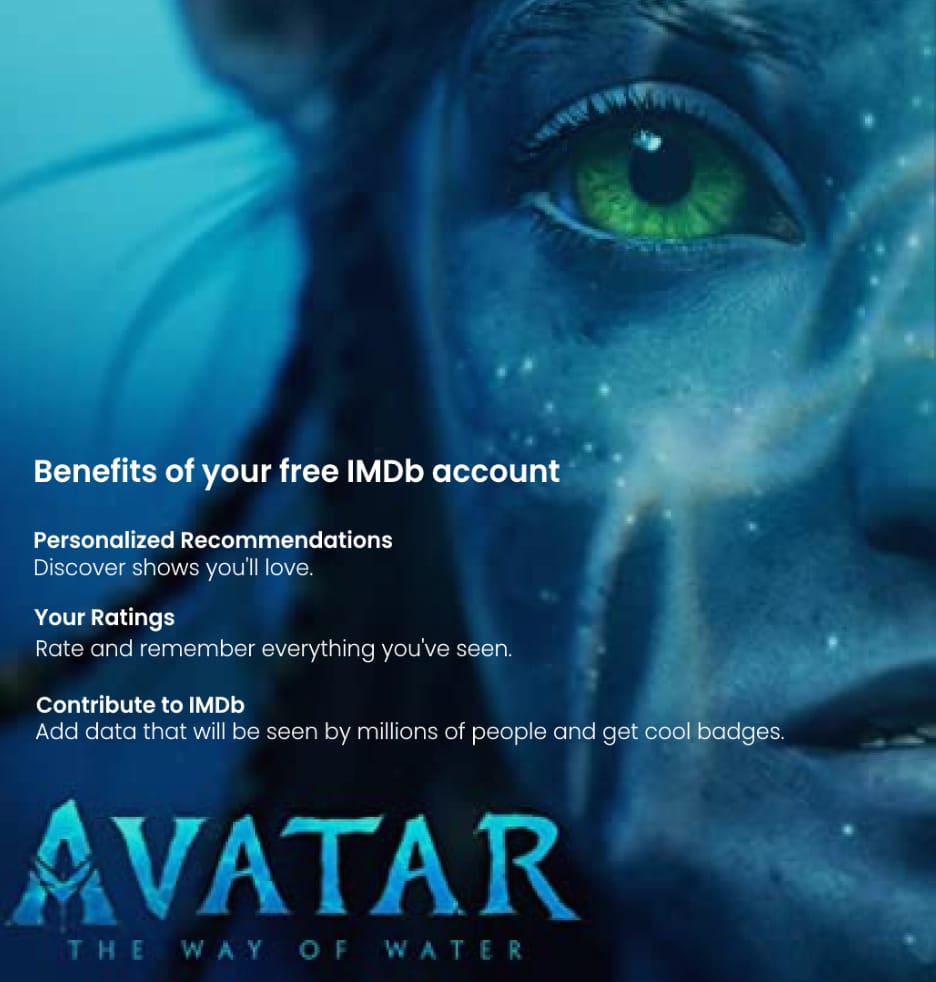 Benefits of your free IMDb account
Personalized Recommendations
Discover shows you'll love.
Your Ratings
Rate and remember everything you've seen.
Contribute to IMDb
Add data that will be seen by millions of people and get cool badges.
AVATAR
THE WAY OF WATER